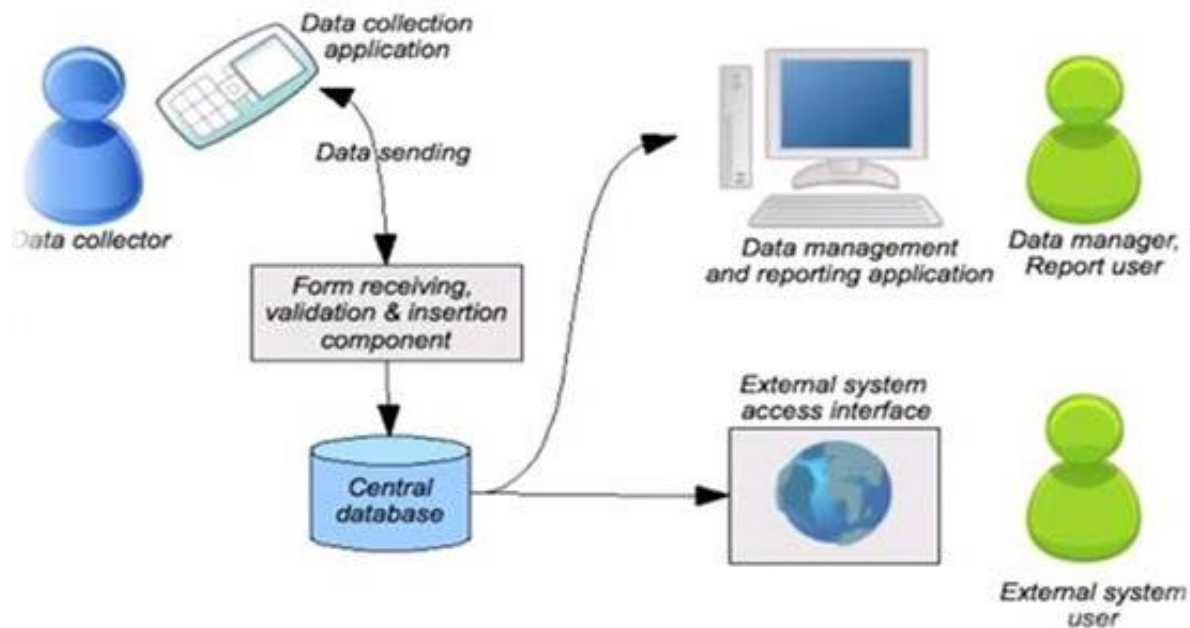 Data collection
application
Data sending
Data collector
Form receiving,
validation & insertion
component
Central
database
Data management
and reporting application
Data manager,
Report user
External system
access interface
External system
user